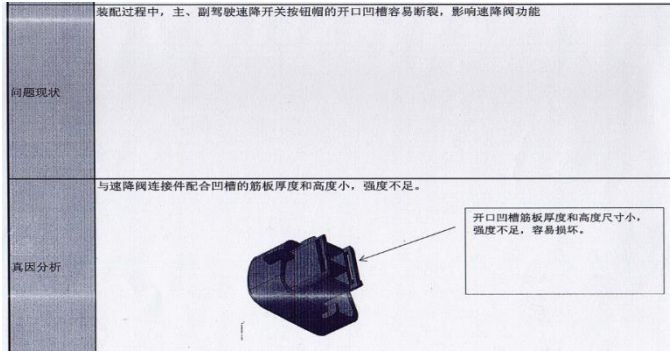 装配过程中，主、副驾驶速降开关按钮帽的开口凹槽容易断裂，影响速降阀功能
问题现状
与速降阀连接件配合凹槽的筋板厚度和高度小，强度不足。
开口凹槽筋板厚度和高度尺寸小，
强度不足，容易损坏。
真因分析